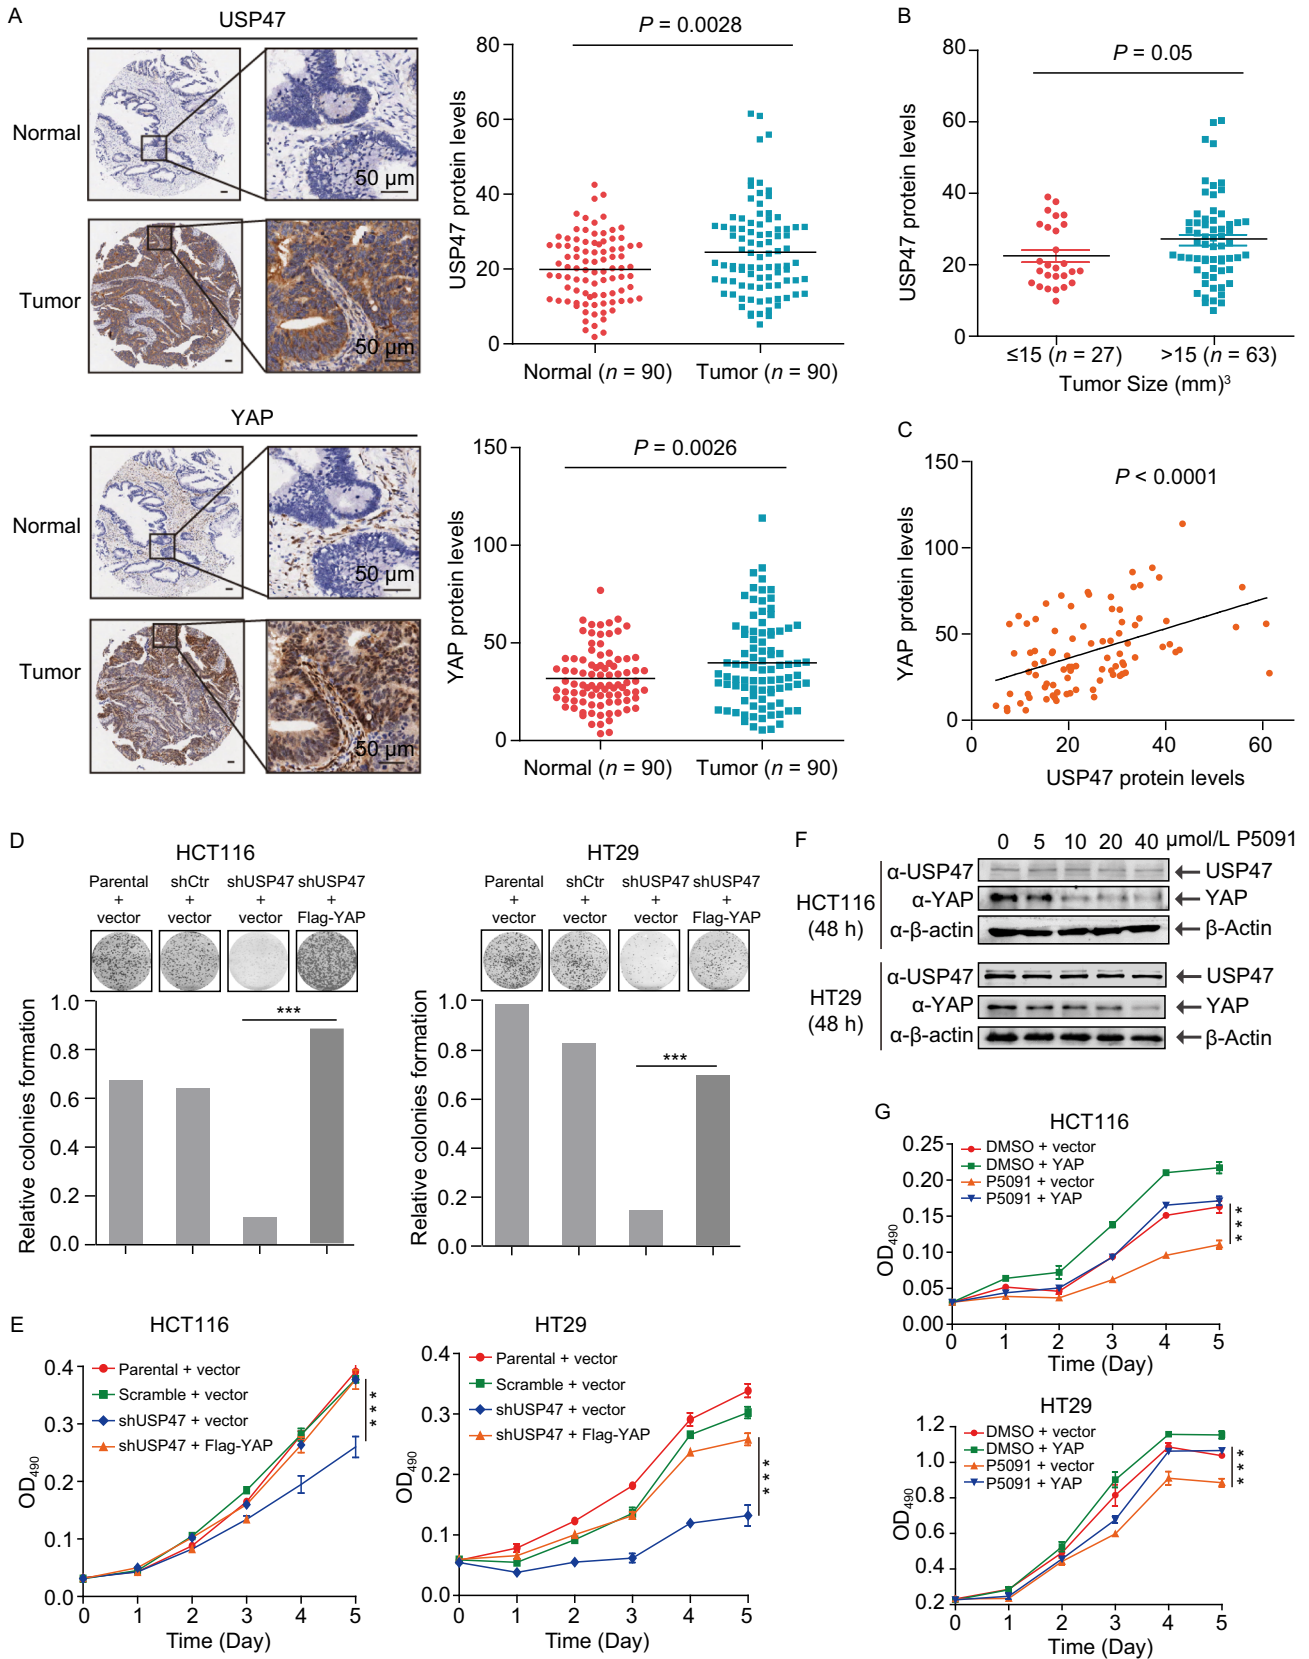 A
USP47
Normal
50 µm
Tumor
50 µm
USP47 protein levels
80
60
40
20
0
P = 0.0028
Normal (n = 90)
Tumor (n = 90)
YAP
Normal
50 µm
Tumor
50 µm
YAP protein levels
150
100
50
0
P = 0.0026
Normal (n = 90)
Tumor (n = 90)
B
USP47 protein levels
80
60
40
20
0
P = 0.05
≤15 (n = 27)
>15 (n = 63)
Tumor Size (mm)³
C
YAP protein levels
150
100
50
0
P < 0.0001
0 20 40 60
USP47 protein levels
D
HCT116
Parental + vector
shCtr + vector
shUSP47 + vector
shUSP47 + Flag-YAP
Relative colonies formation
1.0
0.8
0.6
0.4
0.2
0.0
***
HT29
Parental + vector
shCtr + vector
shUSP47 + vector
shUSP47 + Flag-YAP
Relative colonies formation
1.0
0.8
0.6
0.4
0.2
0.0
***
E
HCT116
OD490
0.4
0.3
0.2
0.1
0.0
Parental + vector
Scramble + vector
shUSP47 + vector
shUSP47 + Flag-YAP
***
0 1 2 3 4 5
Time (Day)
HT29
OD490
0.4
0.3
0.2
0.1
0.0
Parental + vector
Scramble + vector
shUSP47 + vector
shUSP47 + Flag-YAP
***
0 1 2 3 4 5
Time (Day)
F
0 5 10 20 40 µmol/L P5091
HCT116
(48 h)
α-USP47
USP47
α-YAP
YAP
α-β-actin
β-Actin
HT29
(48 h)
α-USP47
USP47
α-YAP
YAP
α-β-actin
β-Actin
G
HCT116
OD490
0.25
0.20
0.15
0.10
0.05
0.00
DMSO + vector
DMSO + YAP
P5091 + vector
P5091 + YAP
***
0 1 2 3 4 5
Time (Day)
HT29
OD490
1.2
1.0
0.8
0.6
0.4
0.2
DMSO + vector
DMSO + YAP
P5091 + vector
P5091 + YAP
***
0 1 2 3 4 5
Time (Day)